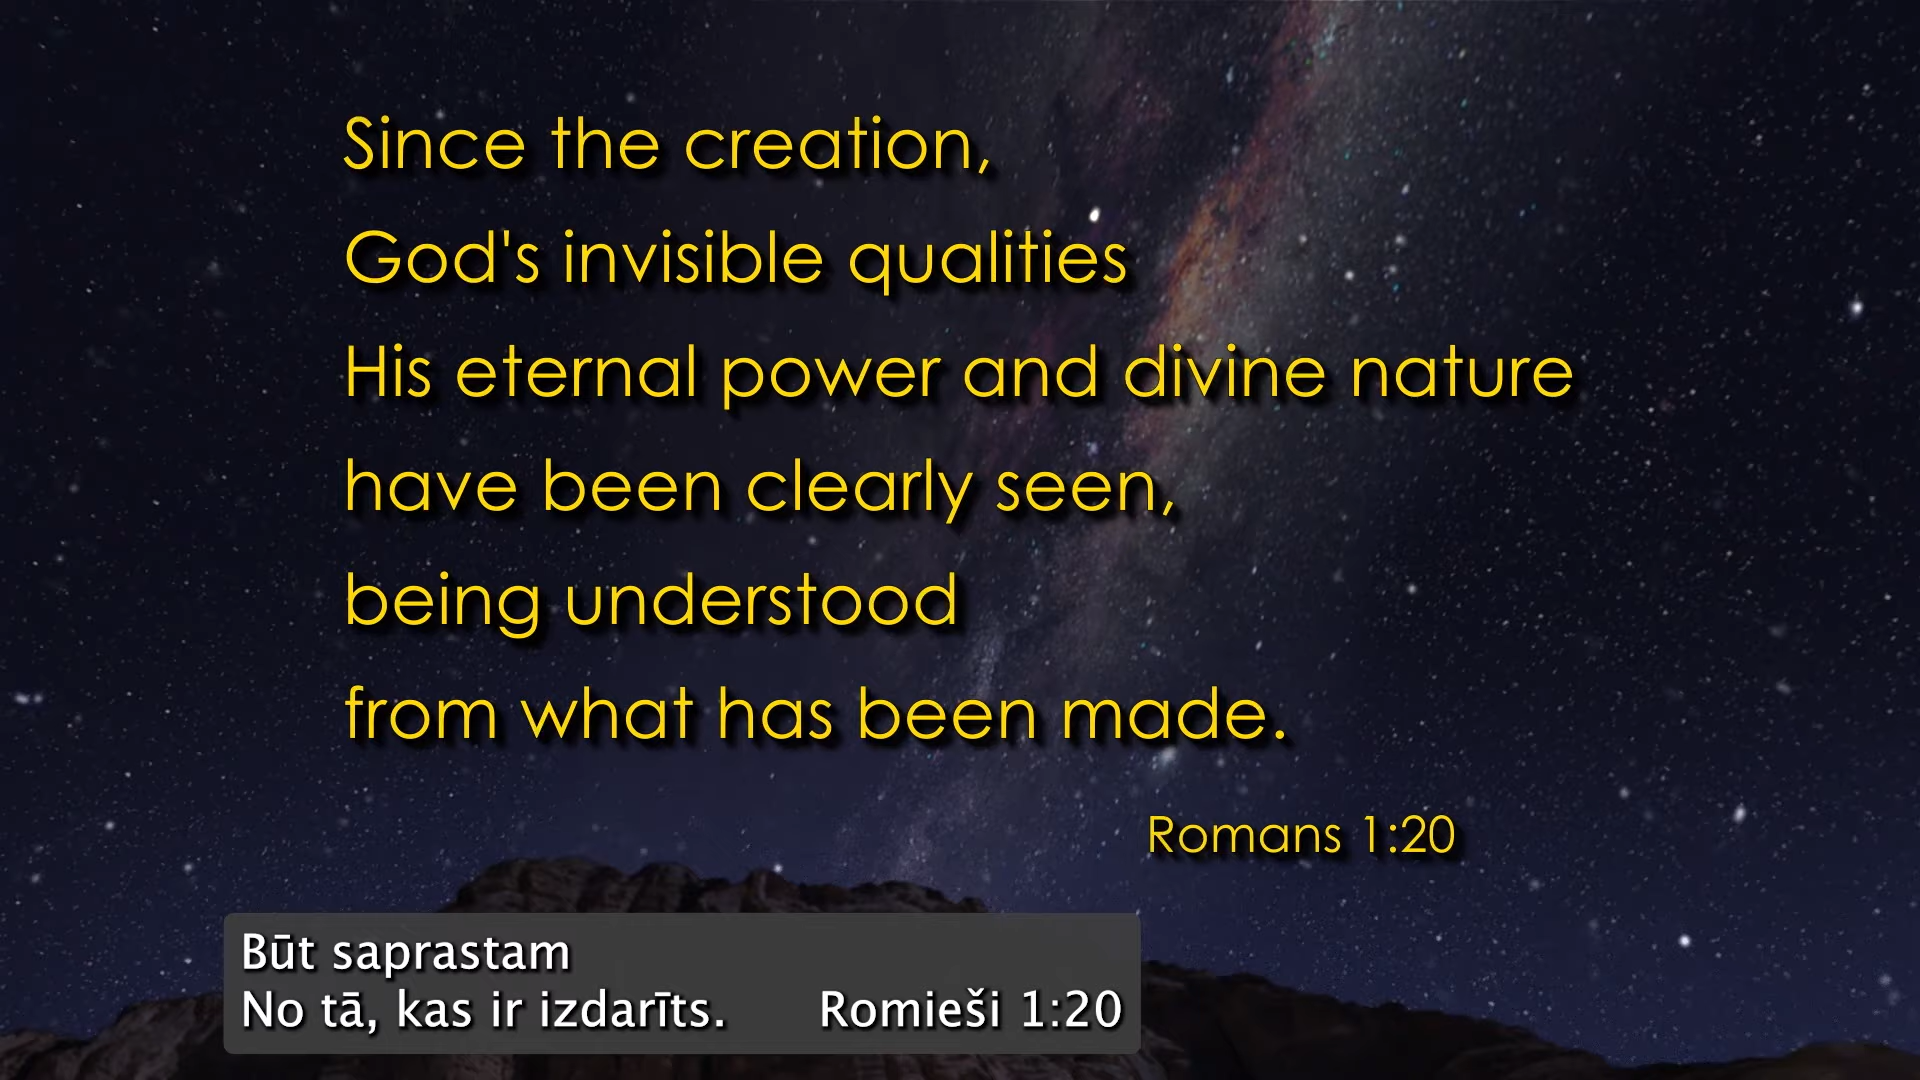 Since the creation,
God's invisible qualities
His eternal power and divine nature
have been clearly seen,
being understood
from what has been made.
Romans 1:20
Būt saprastam
No tā, kas ir izdarīts. Romieši 1:20